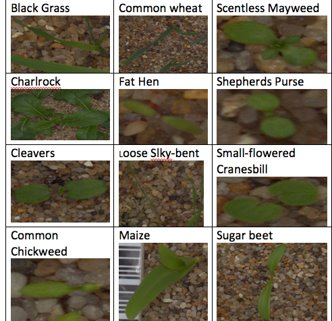 Black Grass
Common wheat
Scentless Mayweed
Charlrock
Fat Hen
Shepherds Purse
Cleavers
Loose Slky-bent
Small-flowered
Cranesbill
Common
Chickweed
Maize
Sugar beet